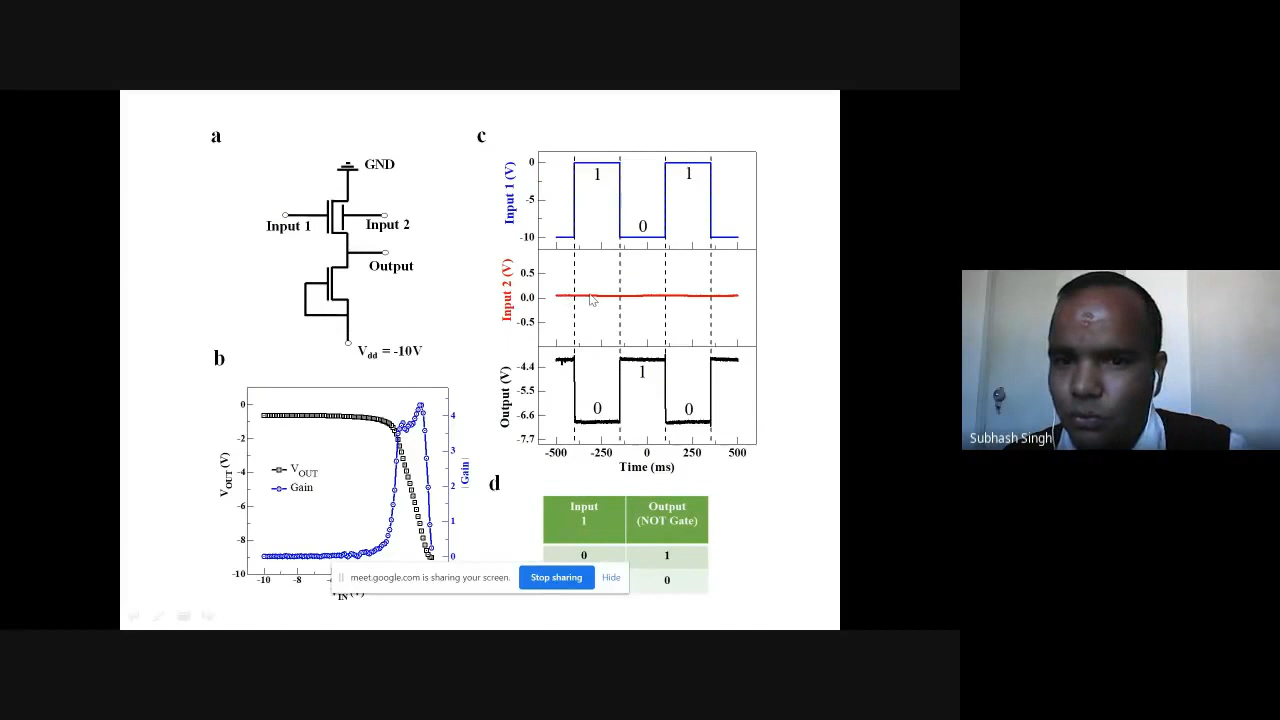 a
GND
Input 1
Input 2
Output
Vdd = -10V
b
0
-2
-4
-6
-8
-10
VOUT (V)
VOUT
Gain
4
3
2
1
0
|Gain|
-10
-8
c
Input 1 (V)
0
-5
-10
1
0
1
Input 2 (V)
0.5
0.0
-0.5
Output (V)
-4.4
-5.5
-6.6
-7.7
0
1
0
-500
-250
0
250
500
Time (ms)
d
Input
1
Output
(NOT Gate)
0
1
0
meet.google.com is sharing your screen.
Stop sharing
Hide
Subhash Singh